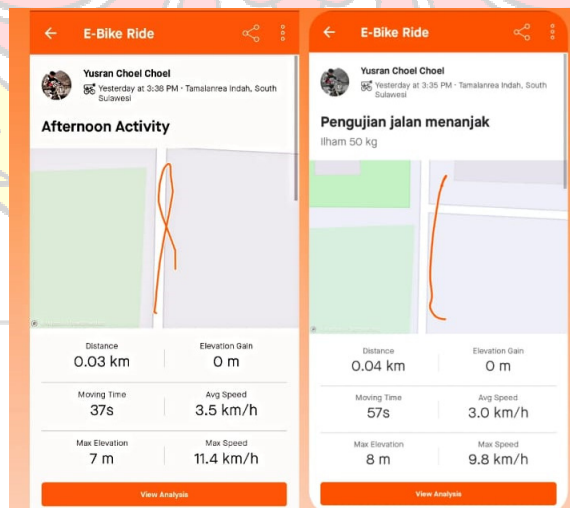 E-Bike Ride
Yusran Choel Choel
Yesterday at 3:38 PM · Tamalanrea Indah, South
Sulawesi
Afternoon Activity
Distance
0.03 km
Elevation Gain
0 m
Moving Time
37s
Avg Speed
3.5 km/h
Max Elevation
7 m
Max Speed
11.4 km/h
View Analysis
E-Bike Ride
Yusran Choel Choel
Yesterday at 3:35 PM · Tamalanrea Indah, South
Sulawesi
Pengujian jalan menanjak
Ilham 50 kg
Distance
0.04 km
Elevation Gain
0 m
Moving Time
57s
Avg Speed
3.0 km/h
Max Elevation
8 m
Max Speed
9.8 km/h
View Analysis